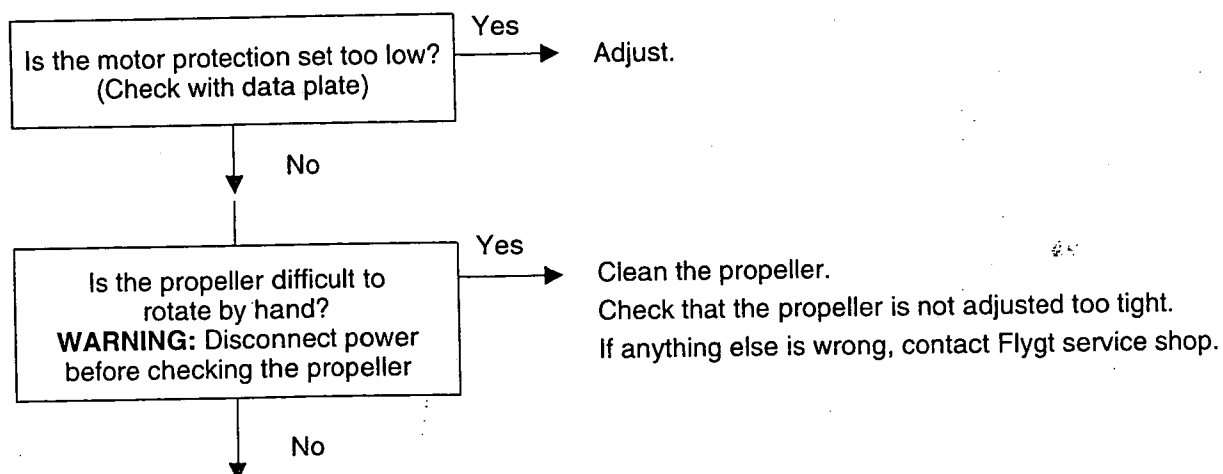 Is the motor protection set too low?
(Check with data plate)
Yes
Adjust.
No
Is the propeller difficult to
rotate by hand?
WARNING: Disconnect power
before checking the propeller
Yes
Clean the propeller.
Check that the propeller is not adjusted too tight.
If anything else is wrong, contact Flygt service shop.
No